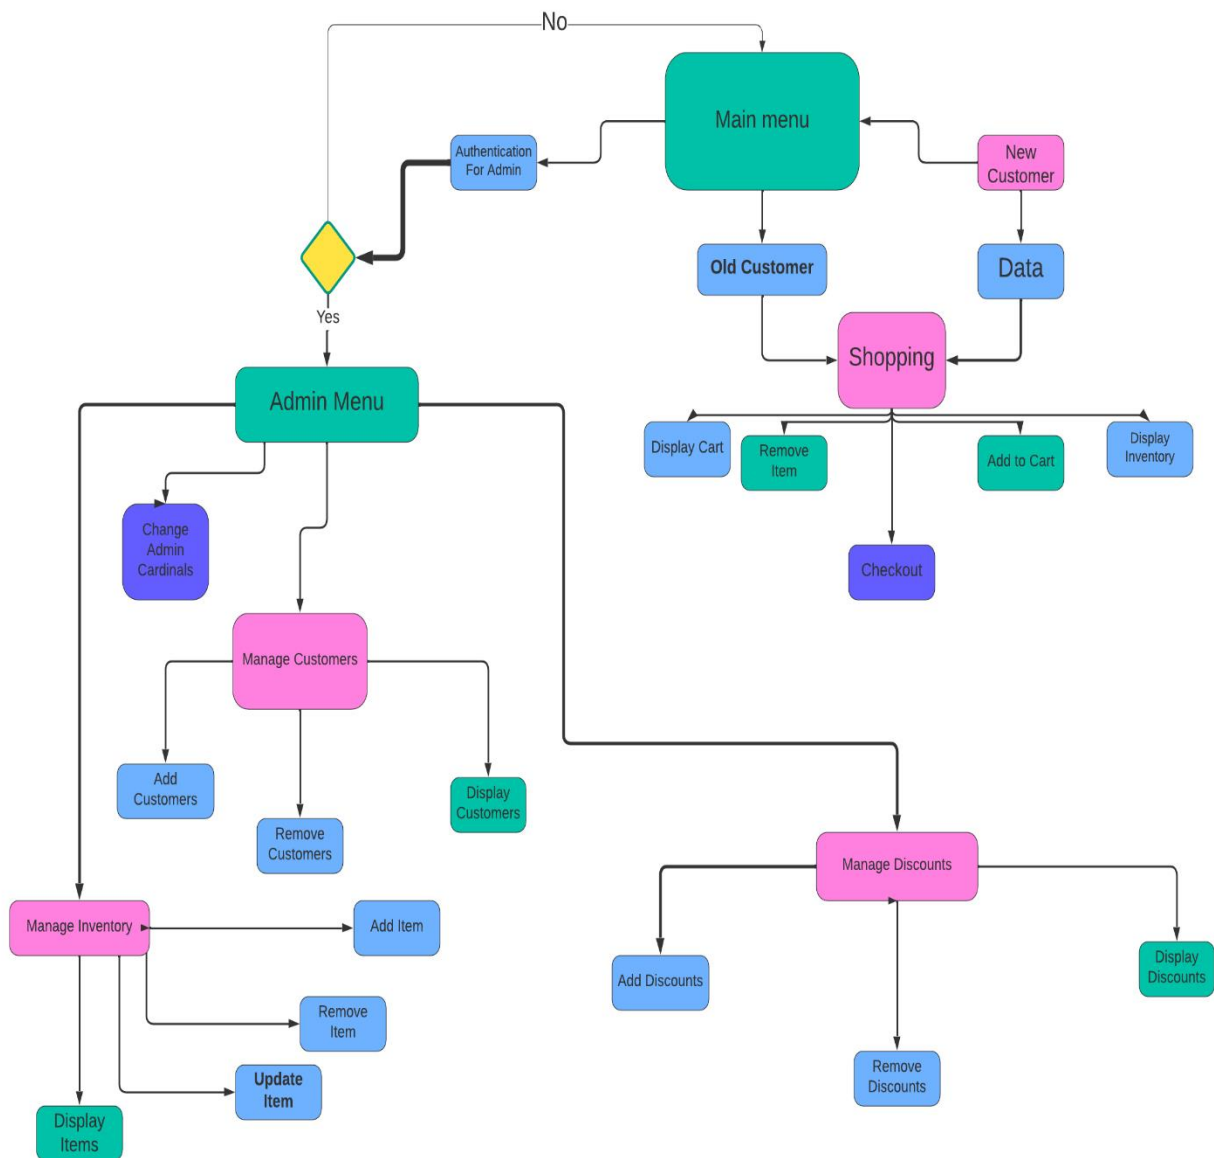 No
Main menu
Authentication
For Admin
New
Customer
Old Customer
Data
Yes
Shopping
Admin Menu
Display Cart
Remove
Item
Add to Cart
Display
Inventory
Change
Admin
Cardinals
Checkout
Manage Customers
Add
Customers
Remove
Customers
Display
Customers
Manage Discounts
Manage Inventory
Add Item
Add Discounts
Display
Discounts
Remove
Item
Update
Item
Remove
Discounts
Display
Items